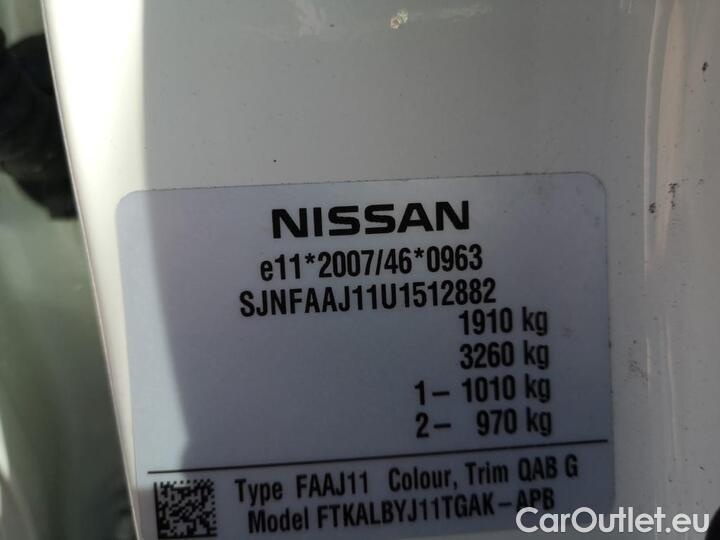 NISSAN
e11*2007/46*0963
SJNFAAJ11U1512882
1910 kg
3260 kg
1- 1010 kg
2- 970 kg
Type FAAJ11 Colour, Trim QAB G
Model FTKALBYJ11TGAK-APB
CarOutlet.eu